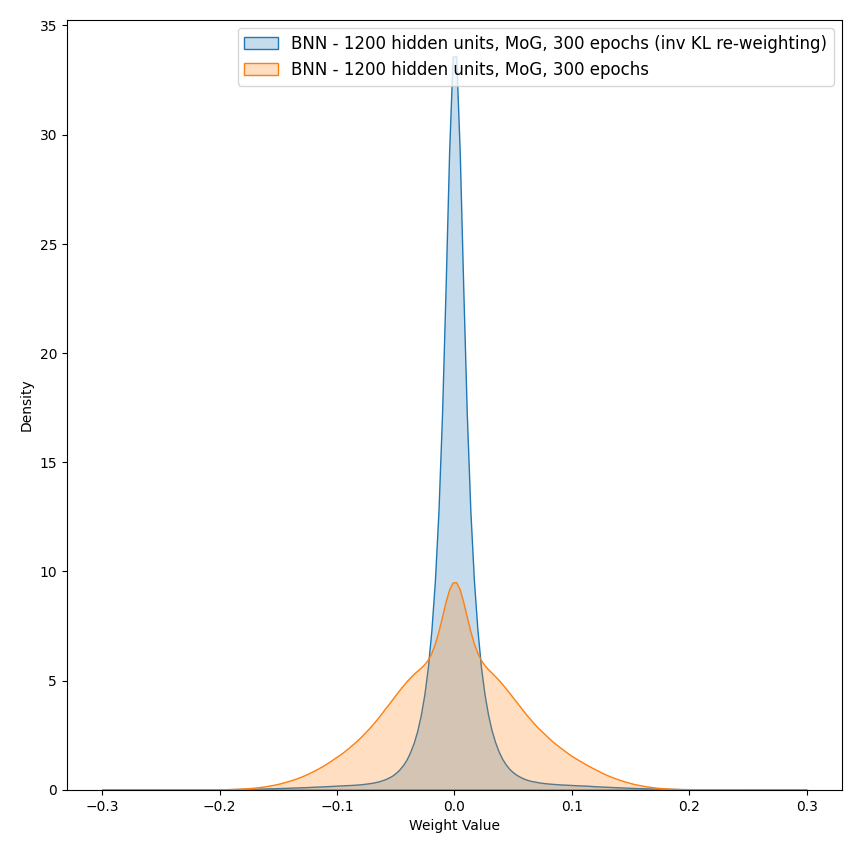 BNN - 1200 hidden units, MoG, 300 epochs (inv KL re-weighting)
BNN - 1200 hidden units, MoG, 300 epochs
35
30
25
20
15
10
5
0
Density
−0.3 −0.2 −0.1 0.0 0.1 0.2 0.3
Weight Value